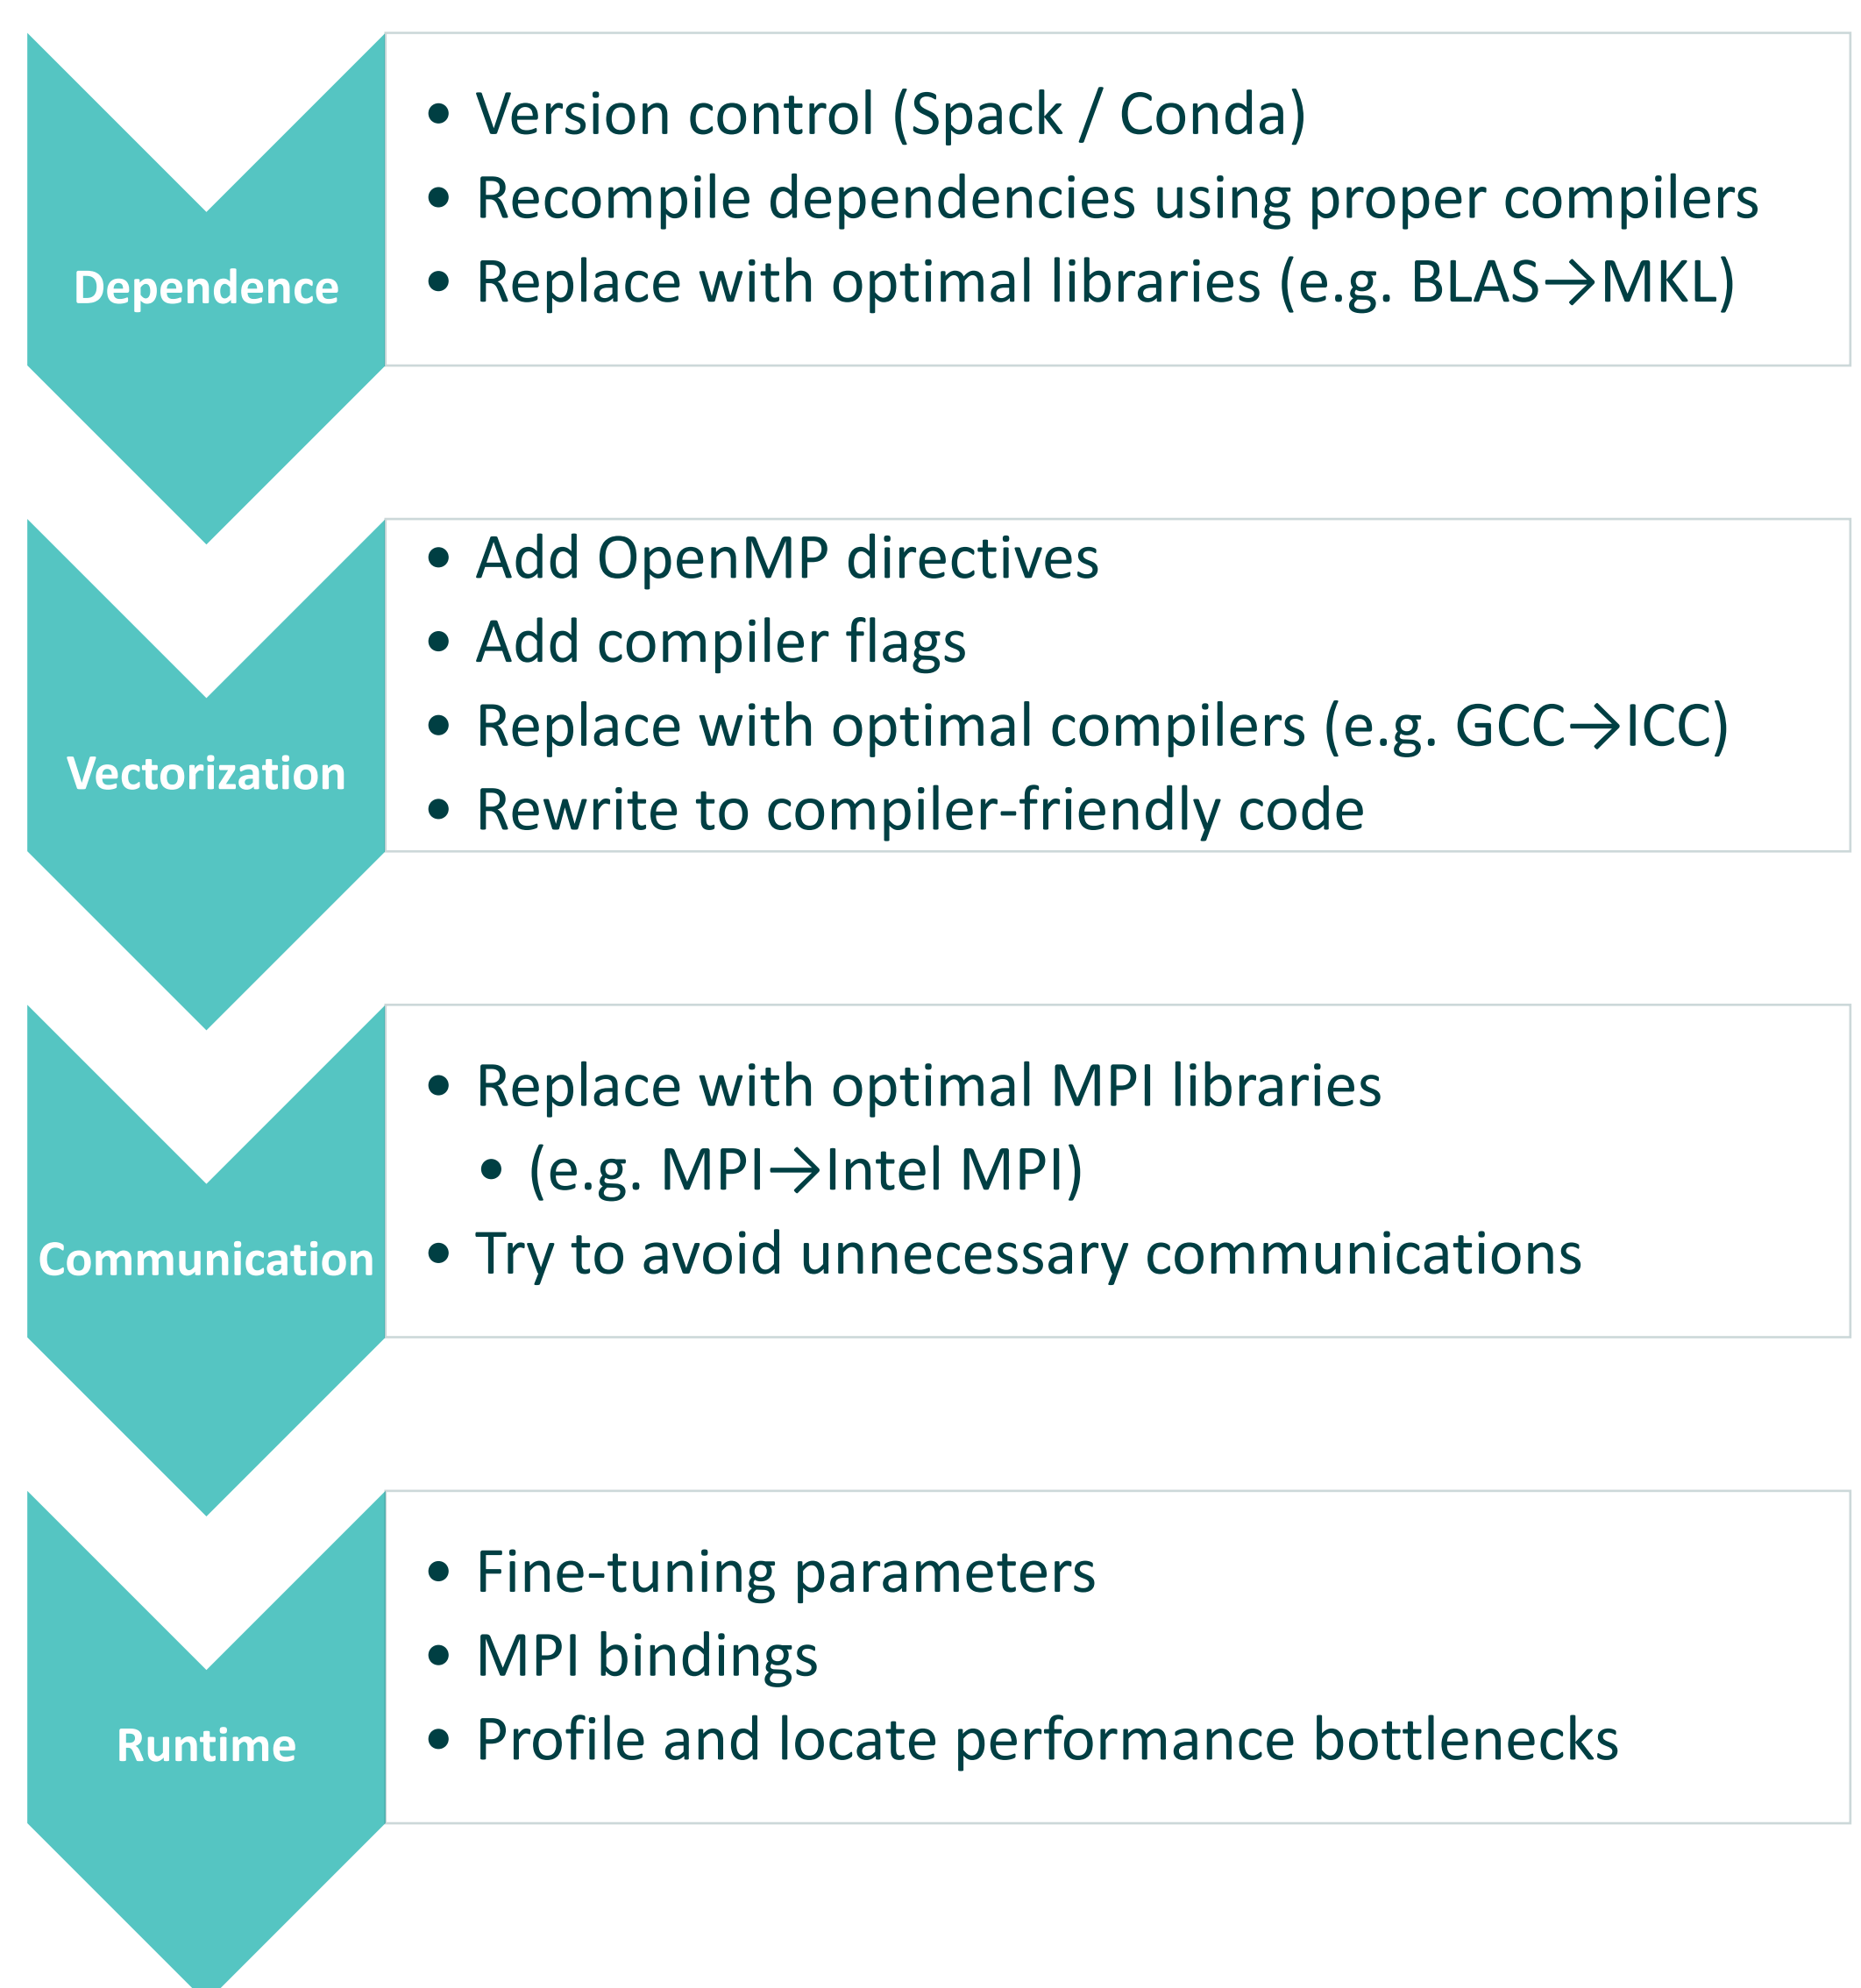 Dependence
• Version control (Spack / Conda)
• Recompile dependencies using proper compilers
• Replace with optimal libraries (e.g. BLAS→MKL)
Vectorization
• Add OpenMP directives
• Add compiler flags
• Replace with optimal compilers (e.g. GCC→ICC)
• Rewrite to compiler-friendly code
Communication
• Replace with optimal MPI libraries
• (e.g. MPI→Intel MPI)
• Try to avoid unnecessary communications
Runtime
• Fine-tuning parameters
• MPI bindings
• Profile and locate performance bottlenecks